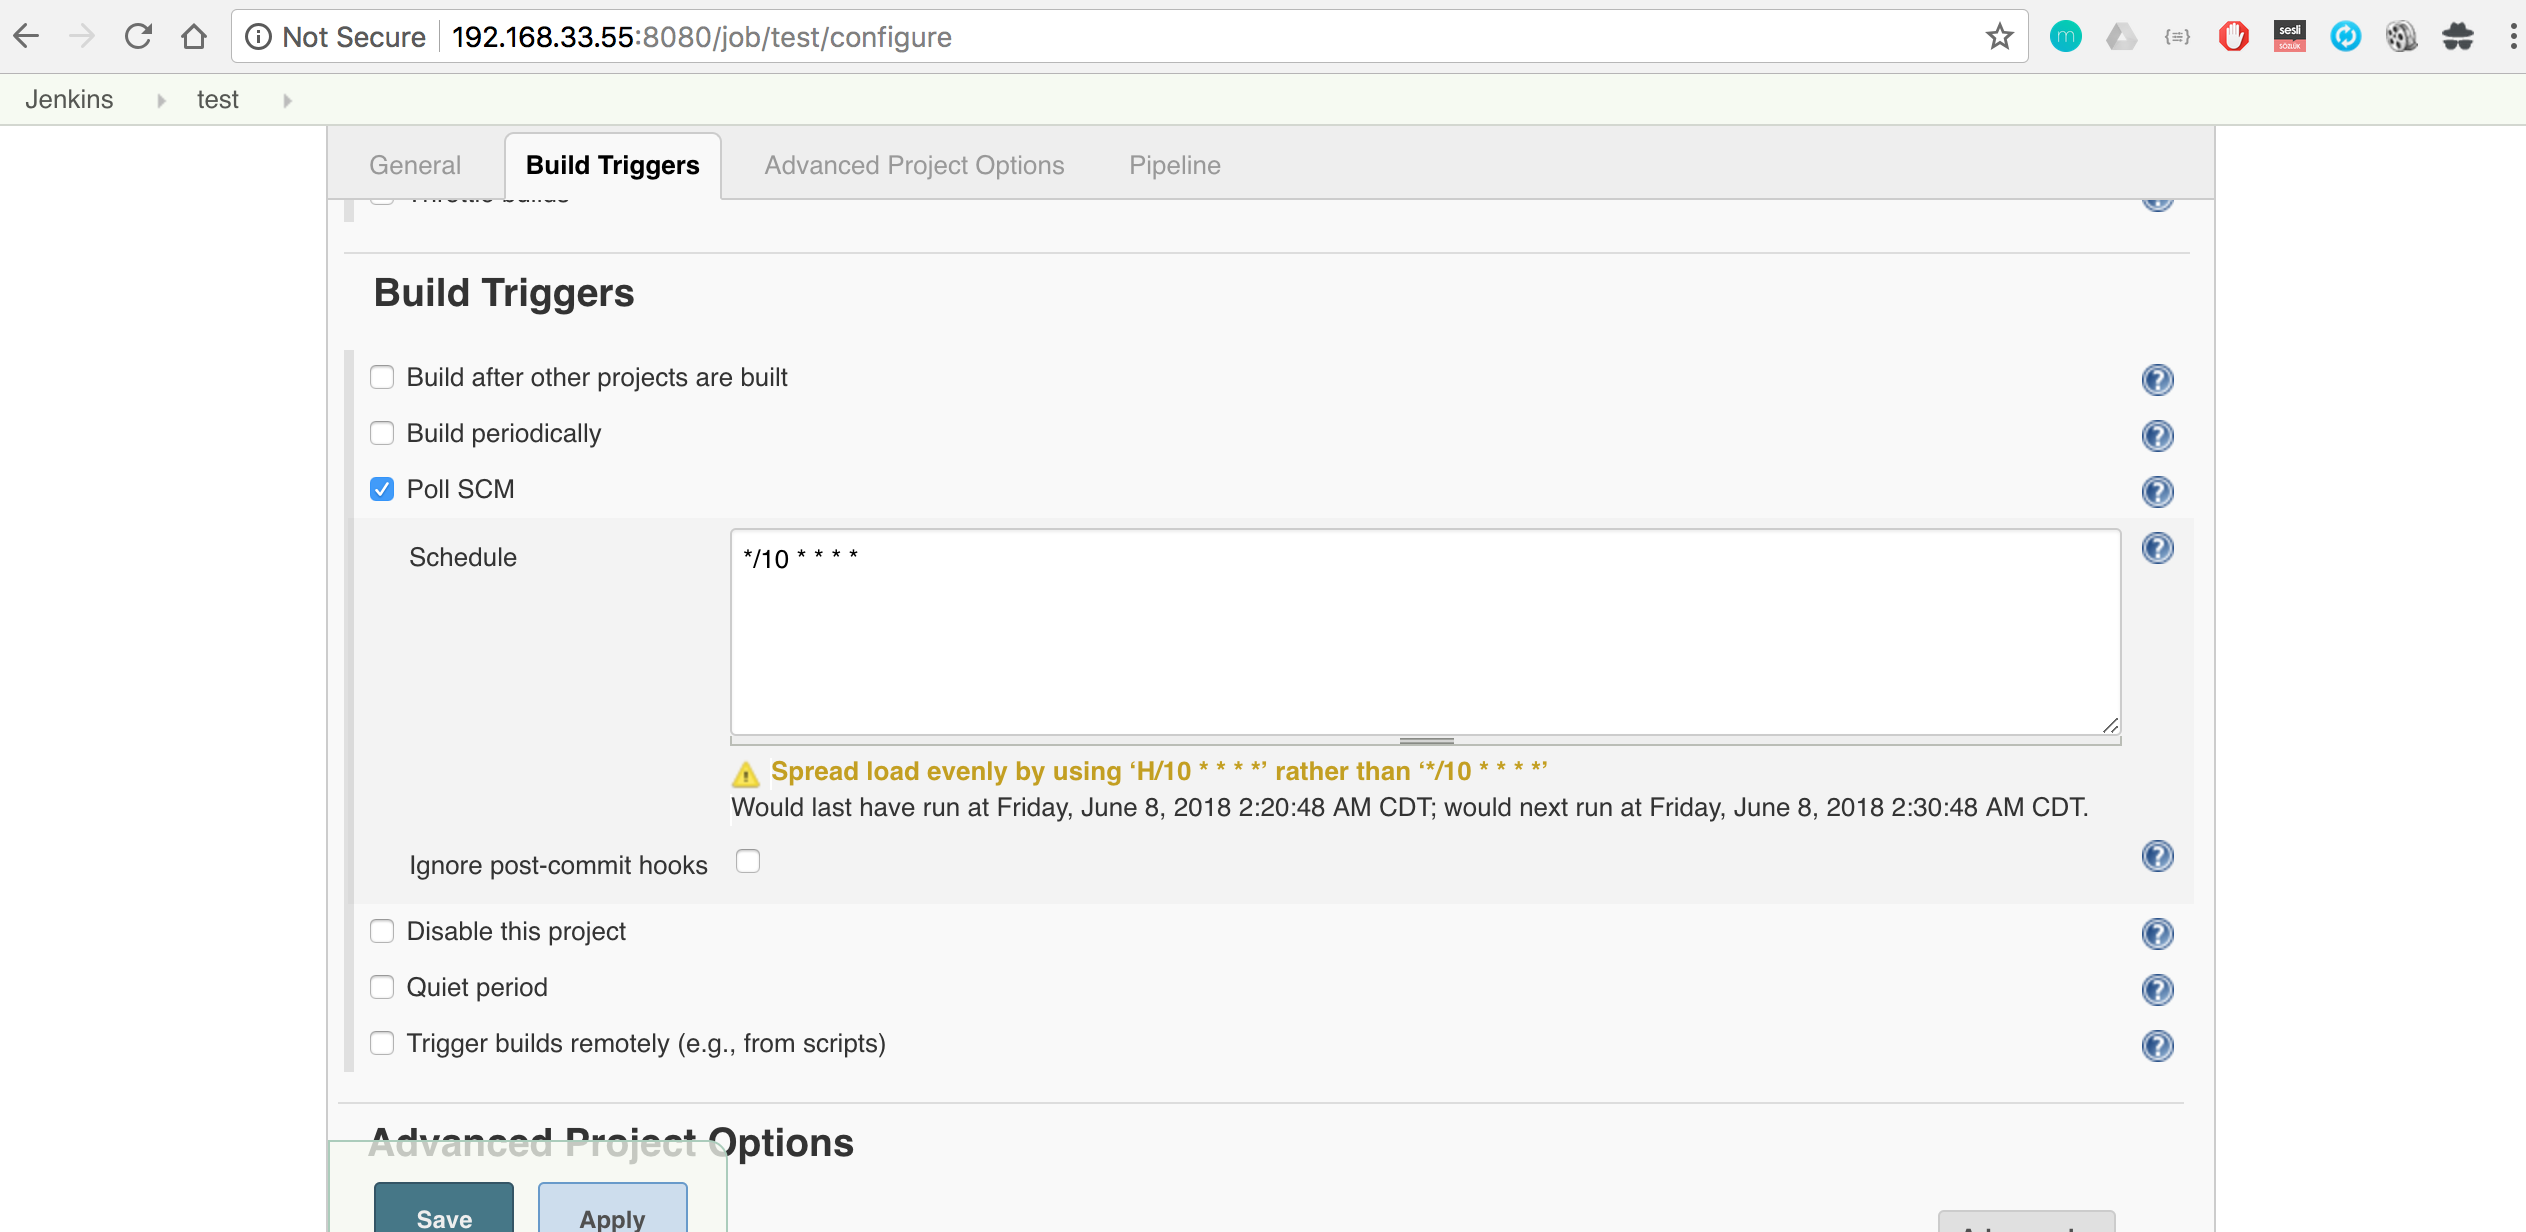 Not Secure 192.168.33.55:8080/job/test/configure
m
sesli
SÖZLÜK
Jenkins test
General Build Triggers Advanced Project Options Pipeline
Throttle builds
Build Triggers
Build after other projects are built
Build periodically
Poll SCM
Schedule */10 * * * *
Spread load evenly by using ‘H/10 * * * *’ rather than ‘*/10 * * * *’
Would last have run at Friday, June 8, 2018 2:20:48 AM CDT; would next run at Friday, June 8, 2018 2:30:48 AM CDT.
Ignore post-commit hooks
Disable this project
Quiet period
Trigger builds remotely (e.g., from scripts)
Advanced Project Options
Save Apply